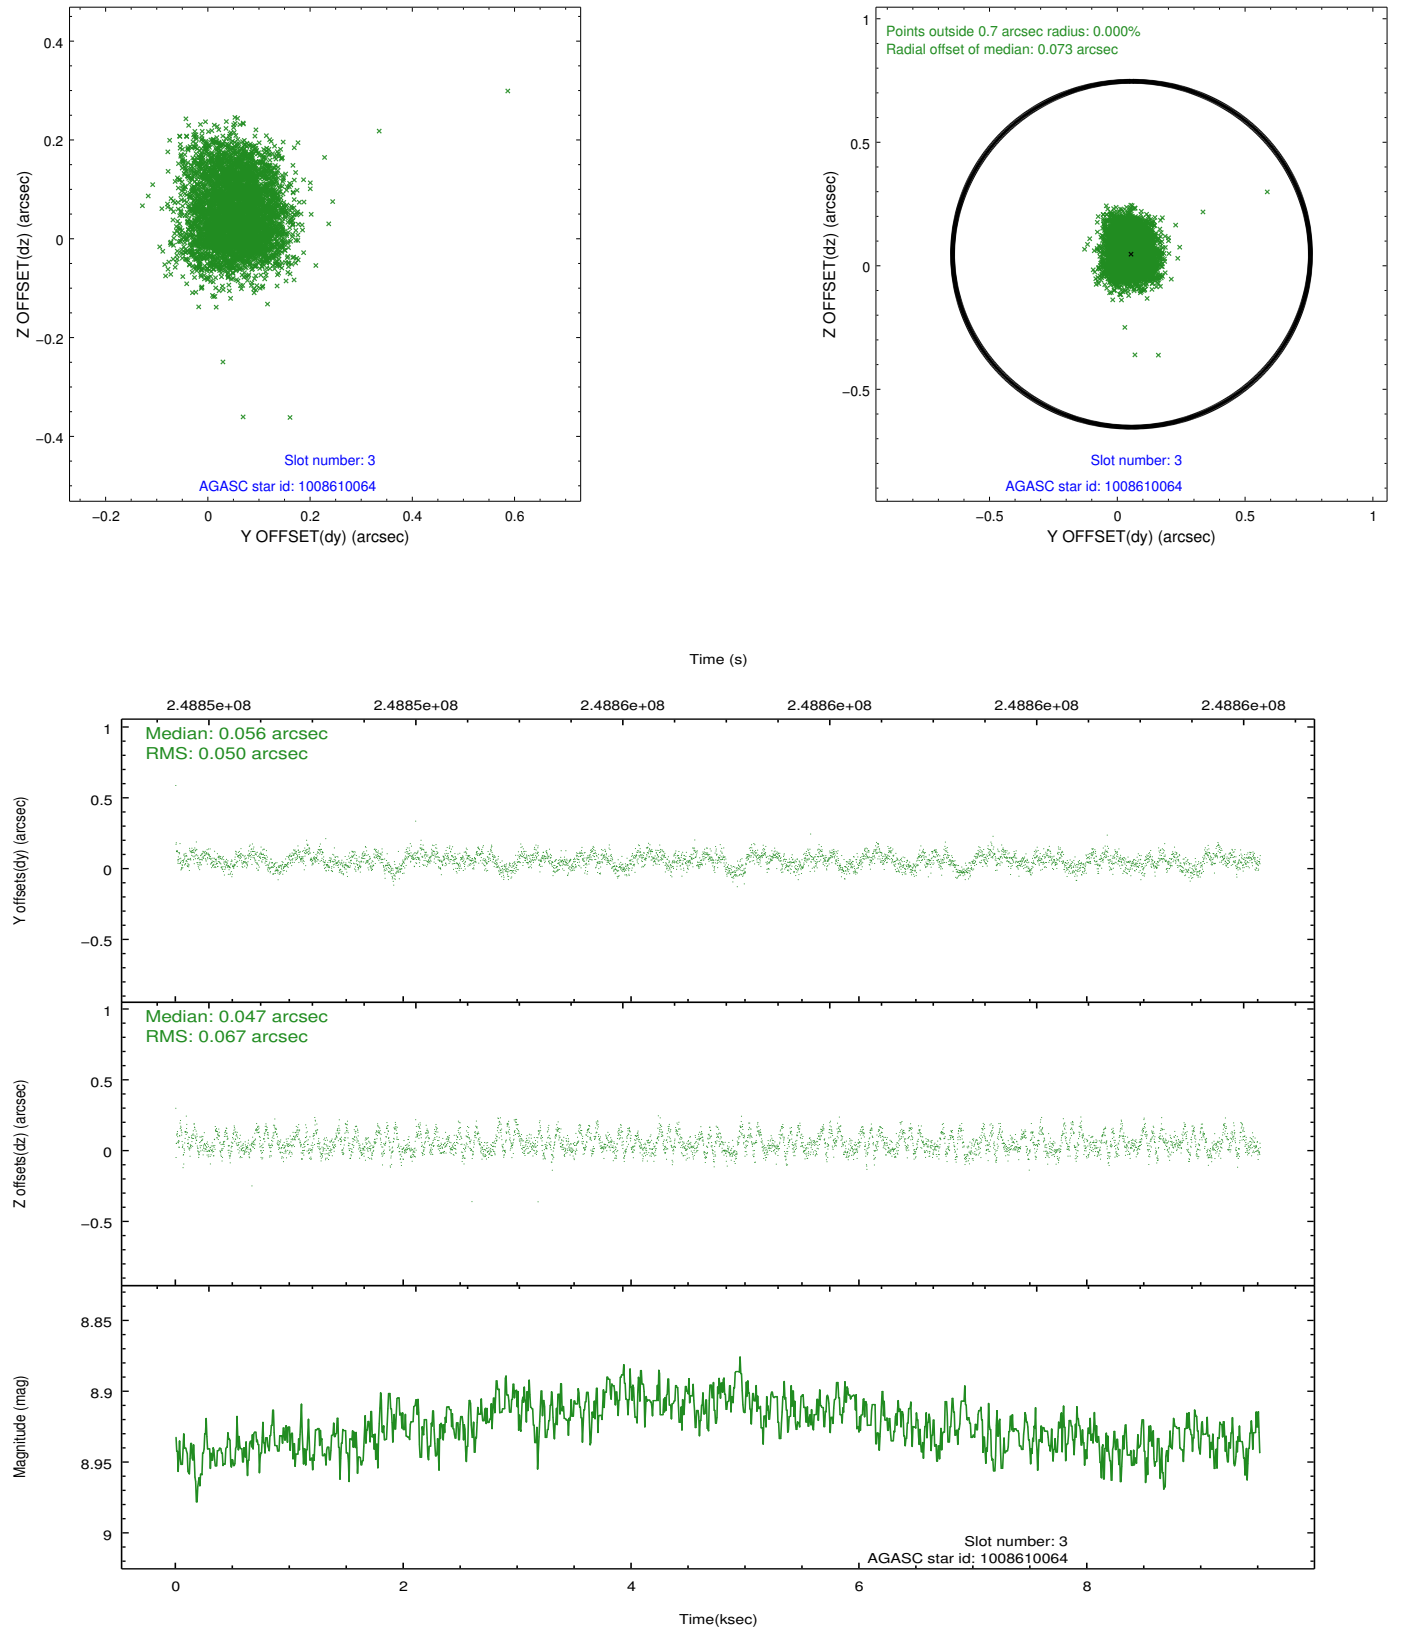 0.4
0.2
0
−0.2
−0.4
Z OFFSET(dz) (arcsec)
Slot number: 3
AGASC star id: 1008610064
−0.2 0 0.2 0.4 0.6
Y OFFSET(dy) (arcsec)
Points outside 0.7 arcsec radius: 0.000%
Radial offset of median: 0.073 arcsec
1
0.5
0
−0.5
Z OFFSET(dz) (arcsec)
Slot number: 3
AGASC star id: 1008610064
−0.5 0 0.5 1
Y OFFSET(dy) (arcsec)
Time (s)
2.4885e+08 2.4885e+08 2.4886e+08 2.4886e+08 2.4886e+08 2.4886e+08
Median: 0.056 arcsec
RMS: 0.050 arcsec
1
0.5
0
−0.5
Y offsets(dy) (arcsec)
Median: 0.047 arcsec
RMS: 0.067 arcsec
1
0.5
0
−0.5
Z offsets(dz) (arcsec)
8.85
8.9
8.95
9
Magnitude (mag)
Slot number: 3
AGASC star id: 1008610064
0 2 4 6 8
Time(ksec)